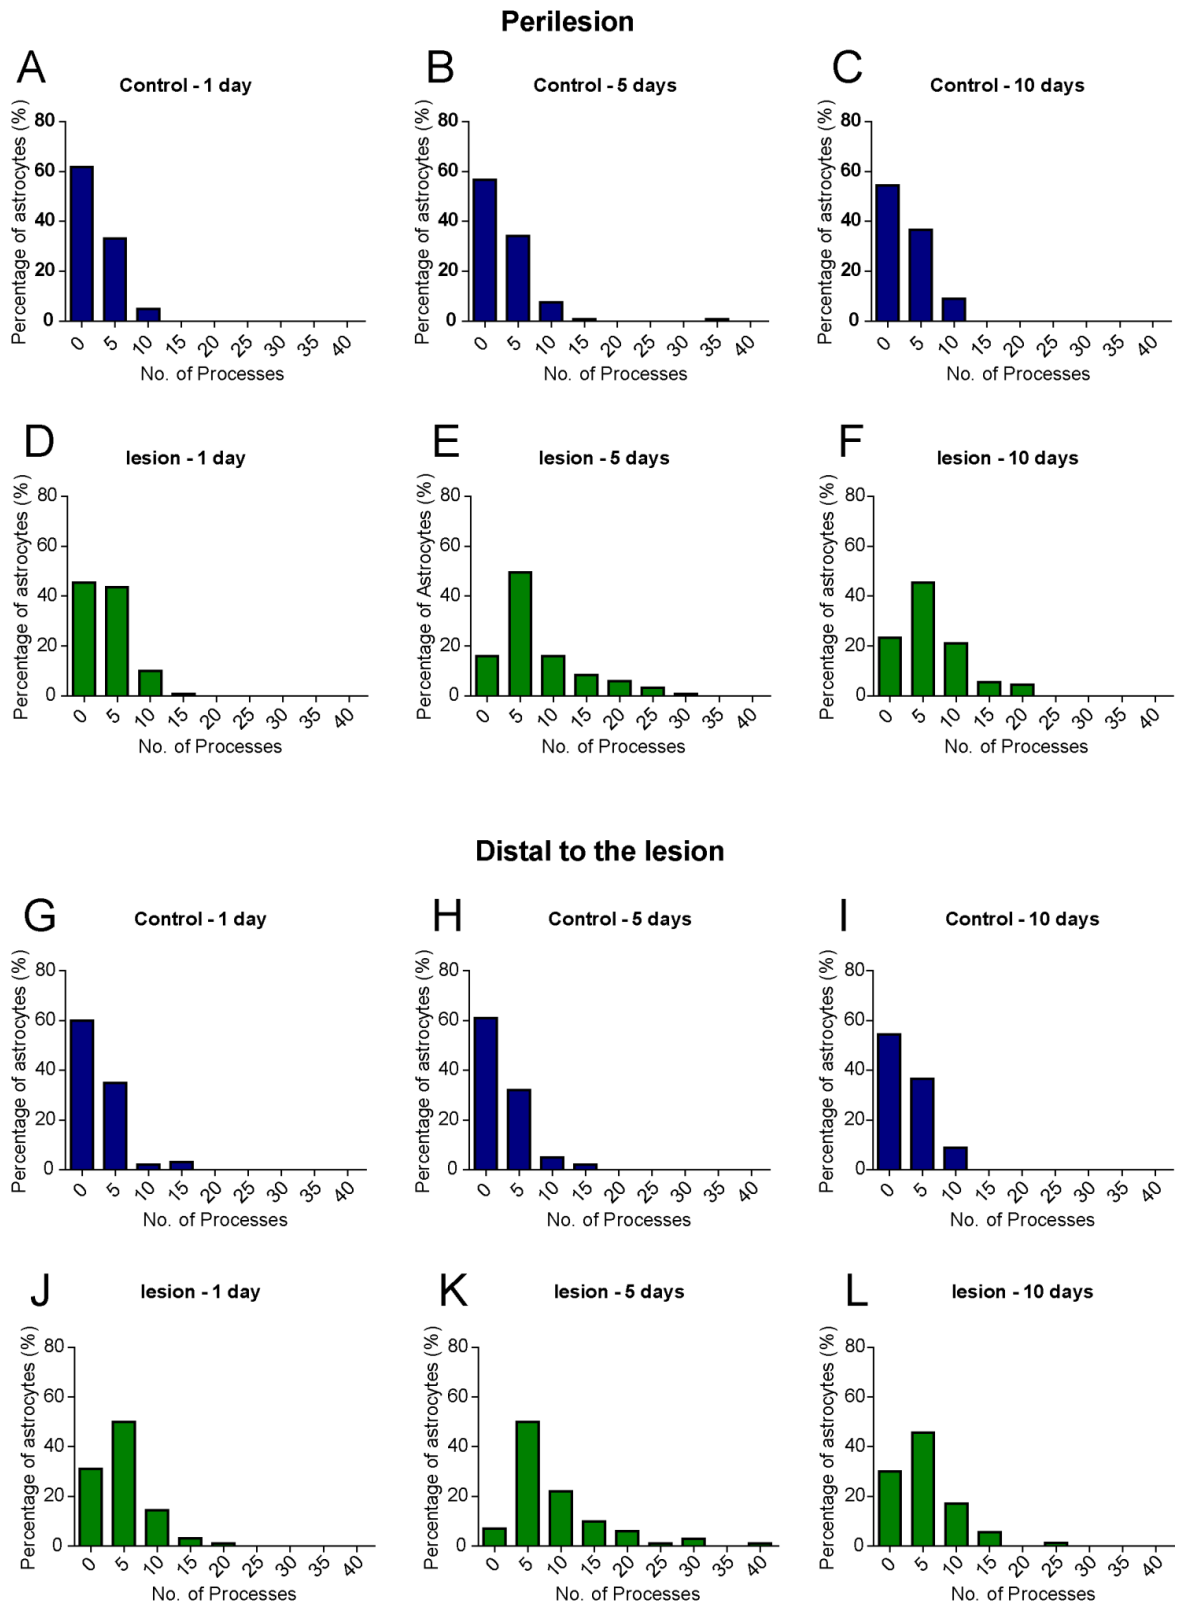 Perilesion
A
Control - 1 day
Percentage of astrocytes (%)
80
60
40
20
0
0 5 10 15 20 25 30 35 40
No. of Processes
B
Control - 5 days
Percentage of astrocytes (%)
80
60
40
20
0
0 5 10 15 20 25 30 35 40
No. of Processes
C
Control - 10 days
Percentage of astrocytes (%)
80
60
40
20
0
0 5 10 15 20 25 30 35 40
No. of Processes
D
lesion - 1 day
Percentage of astrocytes (%)
80
60
40
20
0
0 5 10 15 20 25 30 35 40
No. of Processes
E
lesion - 5 days
Percentage of Astrocytes (%)
80
60
40
20
0
0 5 10 15 20 25 30 35 40
No. of Processes
F
lesion - 10 days
Percentage of astrocytes (%)
80
60
40
20
0
0 5 10 15 20 25 30 35 40
No. of Processes
Distal to the lesion
G
Control - 1 day
Percentage of astrocytes (%)
80
60
40
20
0
0 5 10 15 20 25 30 35 40
No. of Processes
H
Control - 5 days
Percentage of astrocytes (%)
80
60
40
20
0
0 5 10 15 20 25 30 35 40
No. of Processes
I
Control - 10 days
Percentage of astrocytes (%)
80
60
40
20
0
0 5 10 15 20 25 30 35 40
No. of Processes
J
lesion - 1 day
Percentage of astrocytes (%)
80
60
40
20
0
0 5 10 15 20 25 30 35 40
No. of Processes
K
lesion - 5 days
Percentage of astrocytes (%)
80
60
40
20
0
0 5 10 15 20 25 30 35 40
No. of Processes
L
lesion - 10 days
Percentage of astrocytes (%)
80
60
40
20
0
0 5 10 15 20 25 30 35 40
No. of Processes